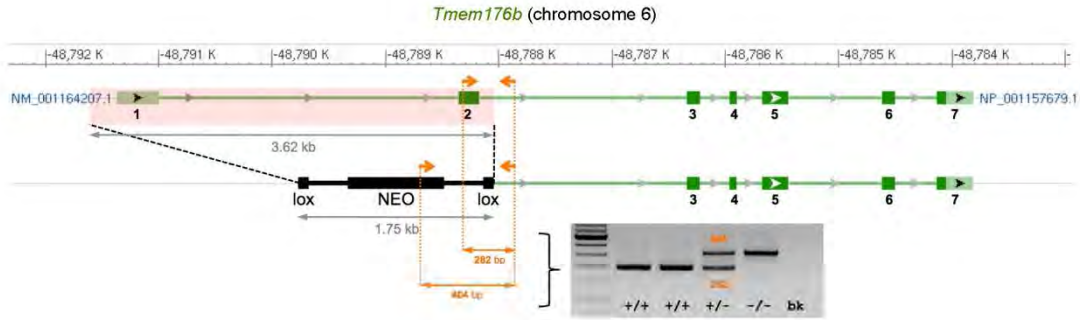 Tmem176b (chromosome 6)
-48,792 K -48,791 K -48,790 K -48,789 K -48,788 K -48,787 K -48,786 K -48,785 K -48,784 K
NM_001164207.1 NP_001157679.1
1 2 3 4 5 6 7
3.62 kb
lox NEO lox 3 4 5 6 7
1.75 kb
282 bp
404 bp
+/+ +/+ +/- -/- bk